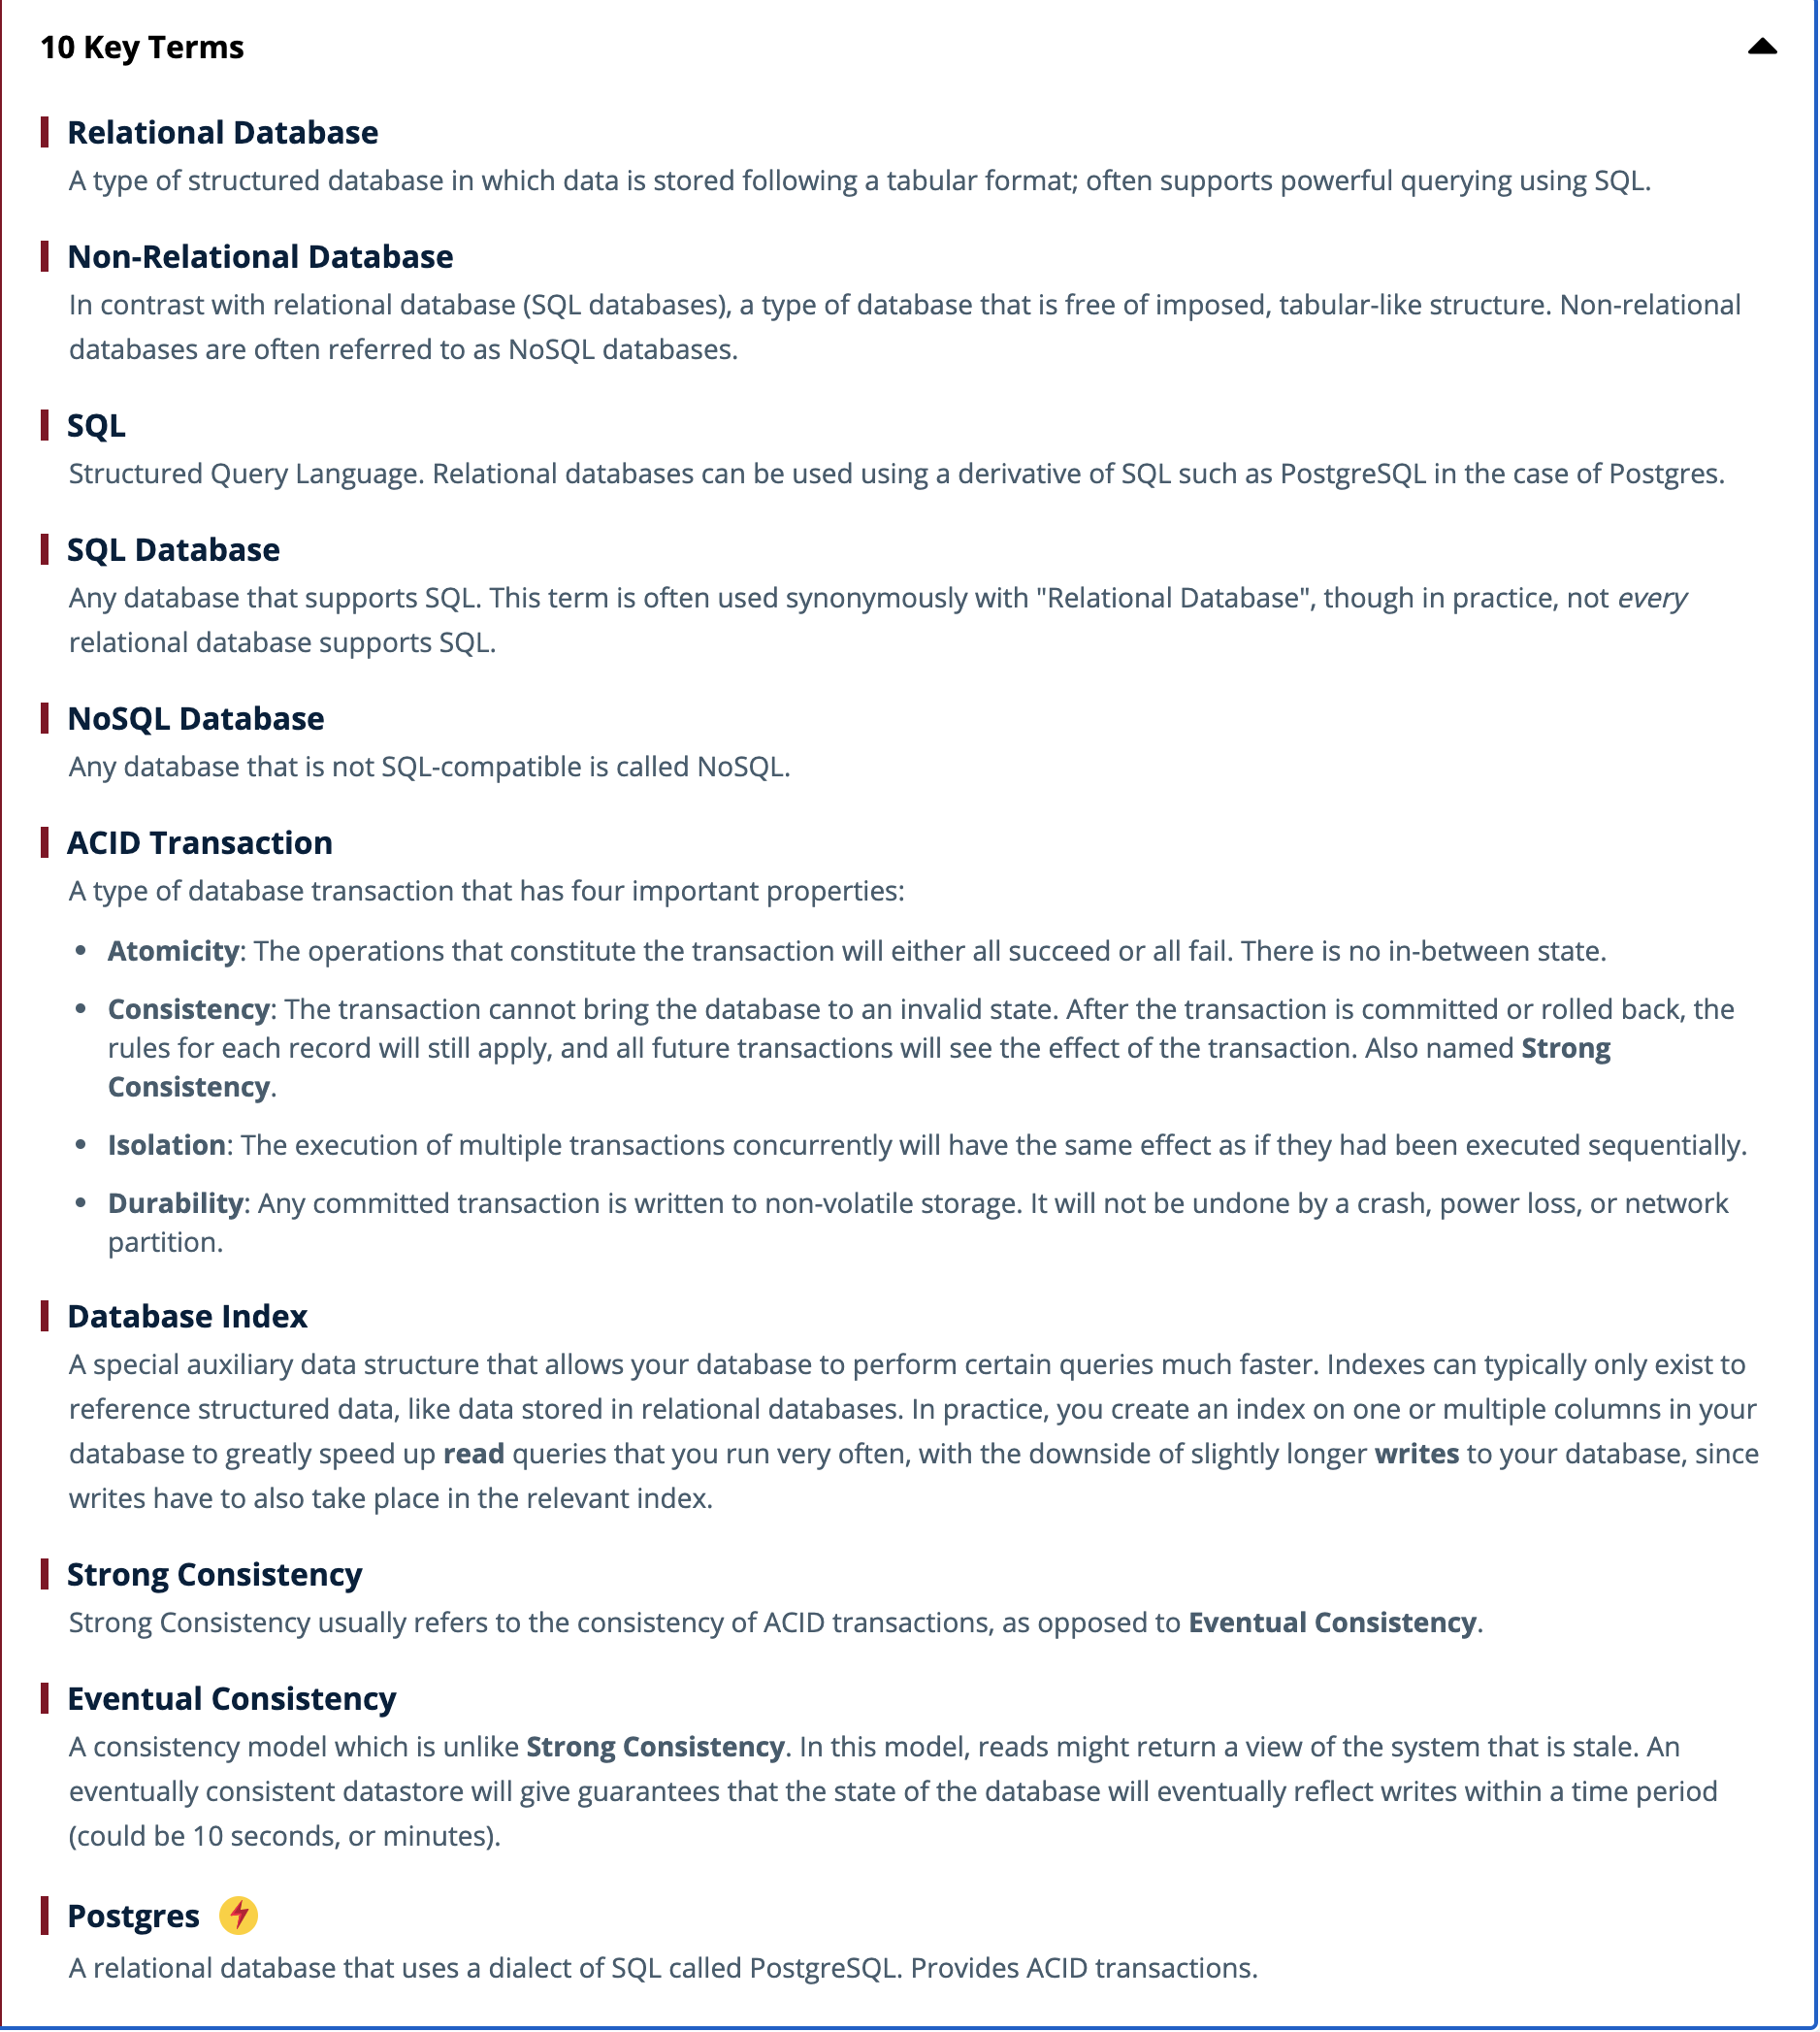 10 Key Terms
Relational Database
A type of structured database in which data is stored following a tabular format; often supports powerful querying using SQL.
Non-Relational Database
In contrast with relational database (SQL databases), a type of database that is free of imposed, tabular-like structure. Non-relational
databases are often referred to as NoSQL databases.
SQL
Structured Query Language. Relational databases can be used using a derivative of SQL such as PostgreSQL in the case of Postgres.
SQL Database
Any database that supports SQL. This term is often used synonymously with "Relational Database", though in practice, not every
relational database supports SQL.
NoSQL Database
Any database that is not SQL-compatible is called NoSQL.
ACID Transaction
A type of database transaction that has four important properties:
• Atomicity: The operations that constitute the transaction will either all succeed or all fail. There is no in-between state.
• Consistency: The transaction cannot bring the database to an invalid state. After the transaction is committed or rolled back, the
rules for each record will still apply, and all future transactions will see the effect of the transaction. Also named Strong
Consistency.
• Isolation: The execution of multiple transactions concurrently will have the same effect as if they had been executed sequentially.
• Durability: Any committed transaction is written to non-volatile storage. It will not be undone by a crash, power loss, or network
partition.
Database Index
A special auxiliary data structure that allows your database to perform certain queries much faster. Indexes can typically only exist to
reference structured data, like data stored in relational databases. In practice, you create an index on one or multiple columns in your
database to greatly speed up read queries that you run very often, with the downside of slightly longer writes to your database, since
writes have to also take place in the relevant index.
Strong Consistency
Strong Consistency usually refers to the consistency of ACID transactions, as opposed to Eventual Consistency.
Eventual Consistency
A consistency model which is unlike Strong Consistency. In this model, reads might return a view of the system that is stale. An
eventually consistent datastore will give guarantees that the state of the database will eventually reflect writes within a time period
(could be 10 seconds, or minutes).
Postgres
A relational database that uses a dialect of SQL called PostgreSQL. Provides ACID transactions.